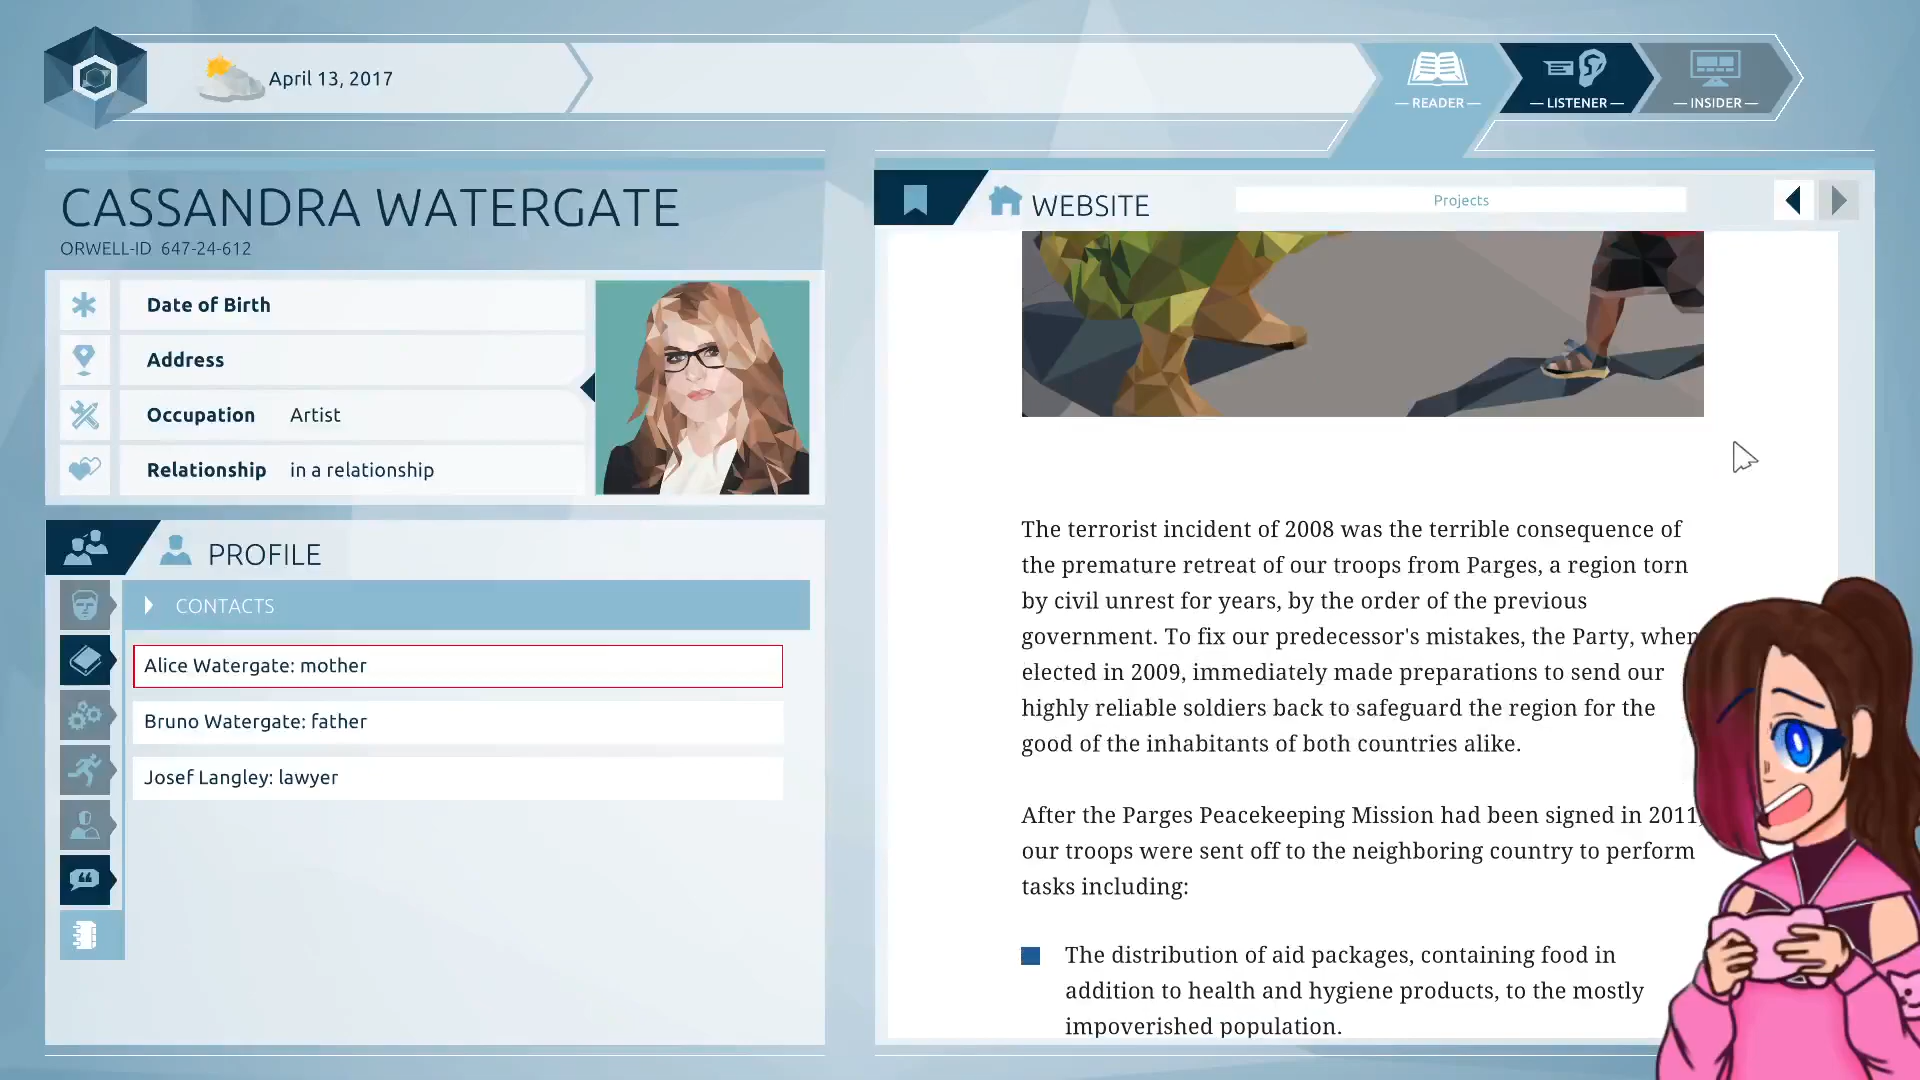 April 13, 2017
READER
LISTENER
INSIDER
CASSANDRA WATERGATE
ORWELL-ID 647-24-612
Date of Birth
Address
Occupation Artist
Relationship in a relationship
PROFILE
CONTACTS
Alice Watergate: mother
Bruno Watergate: father
Josef Langley: lawyer
WEBSITE
Projects
The terrorist incident of 2008 was the terrible consequence of
the premature retreat of our troops from Parges, a region torn
by civil unrest for years, by the order of the previous
government. To fix our predecessor's mistakes, the Party, when
elected in 2009, immediately made preparations to send our
highly reliable soldiers back to safeguard the region for the
good of the inhabitants of both countries alike.
After the Parges Peacekeeping Mission had been signed in 2011,
our troops were sent off to the neighboring country to perform
tasks including:
The distribution of aid packages, containing food in
addition to health and hygiene products, to the mostly
impoverished population.